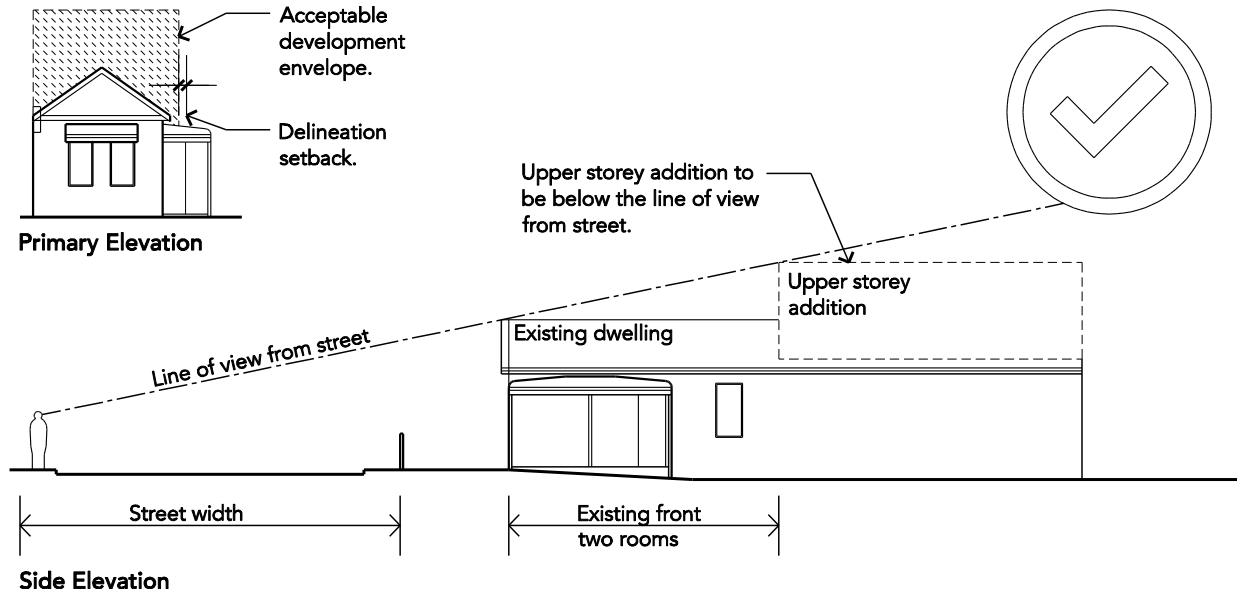 Acceptable
development
envelope.
Delineation
setback.
Primary Elevation
Upper storey addition to
be below the line of view
from street.
Upper storey
addition
Existing dwelling
Line of view from street
Street width
Existing front
two rooms
Side Elevation